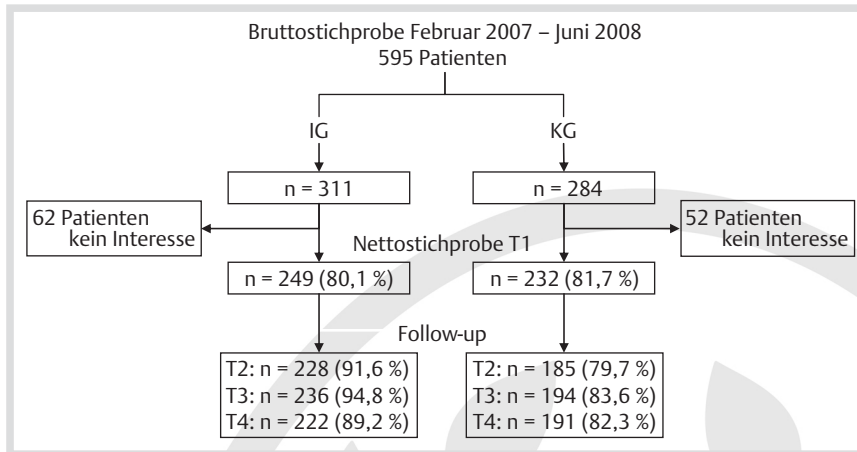 Bruttostichprobe Februar 2007 – Juni 2008
595 Patienten
IG
KG
n = 311
n = 284
62 Patienten
kein Interesse
52 Patienten
kein Interesse
Nettostichprobe T1
n = 249 (80,1 %)
n = 232 (81,7 %)
Follow-up
T2: n = 228 (91,6 %)
T3: n = 236 (94,8 %)
T4: n = 222 (89,2 %)
T2: n = 185 (79,7 %)
T3: n = 194 (83,6 %)
T4: n = 191 (82,3 %)